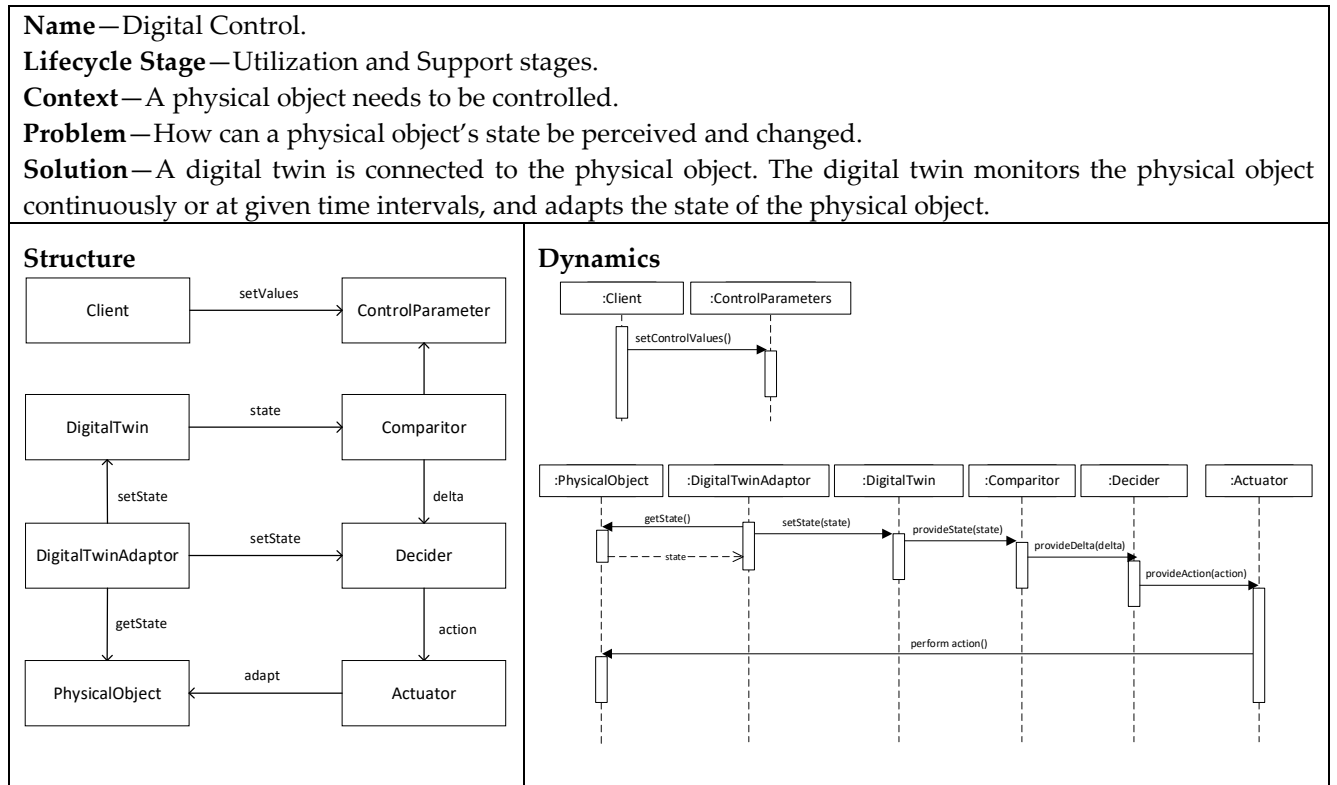 Name—Digital Control.
Lifecycle Stage—Utilization and Support stages.
Context—A physical object needs to be controlled.
Problem—How can a physical object's state be perceived and changed.
Solution—A digital twin is connected to the physical object. The digital twin monitors the physical object
continuously or at given time intervals, and adapts the state of the physical object.
Structure
Client
setValues
ControlParameter
DigitalTwin
state
Comparitor
setState
delta
DigitalTwinAdaptor
setState
Decider
getState
action
PhysicalObject
adapt
Actuator
Dynamics
:Client
:ControlParameters
setControlValues()
:PhysicalObject
:DigitalTwinAdaptor
:DigitalTwin
:Comparitor
:Decider
:Actuator
getState()
setState(state)
provideState(state)
state
provideDelta(delta)
provideAction(action)
perform action()